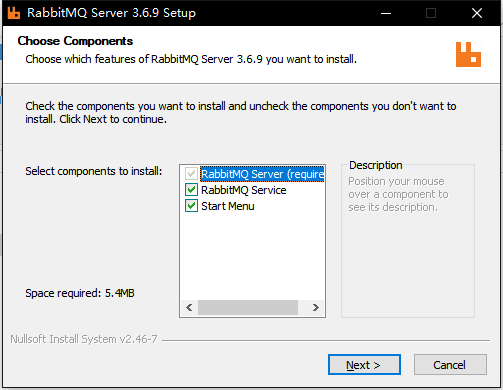 RabbitMQ Server 3.6.9 Setup
Choose Components
Choose which features of RabbitMQ Server 3.6.9 you want to install.
Check the components you want to install and uncheck the components you don't want to
install. Click Next to continue.
Select components to install:
RabbitMQ Server (require
RabbitMQ Service
Start Menu
Description
Position your mouse
over a component to
see its description.
Space required: 5.4MB
Nullsoft Install System v2.46-7
Next >
Cancel